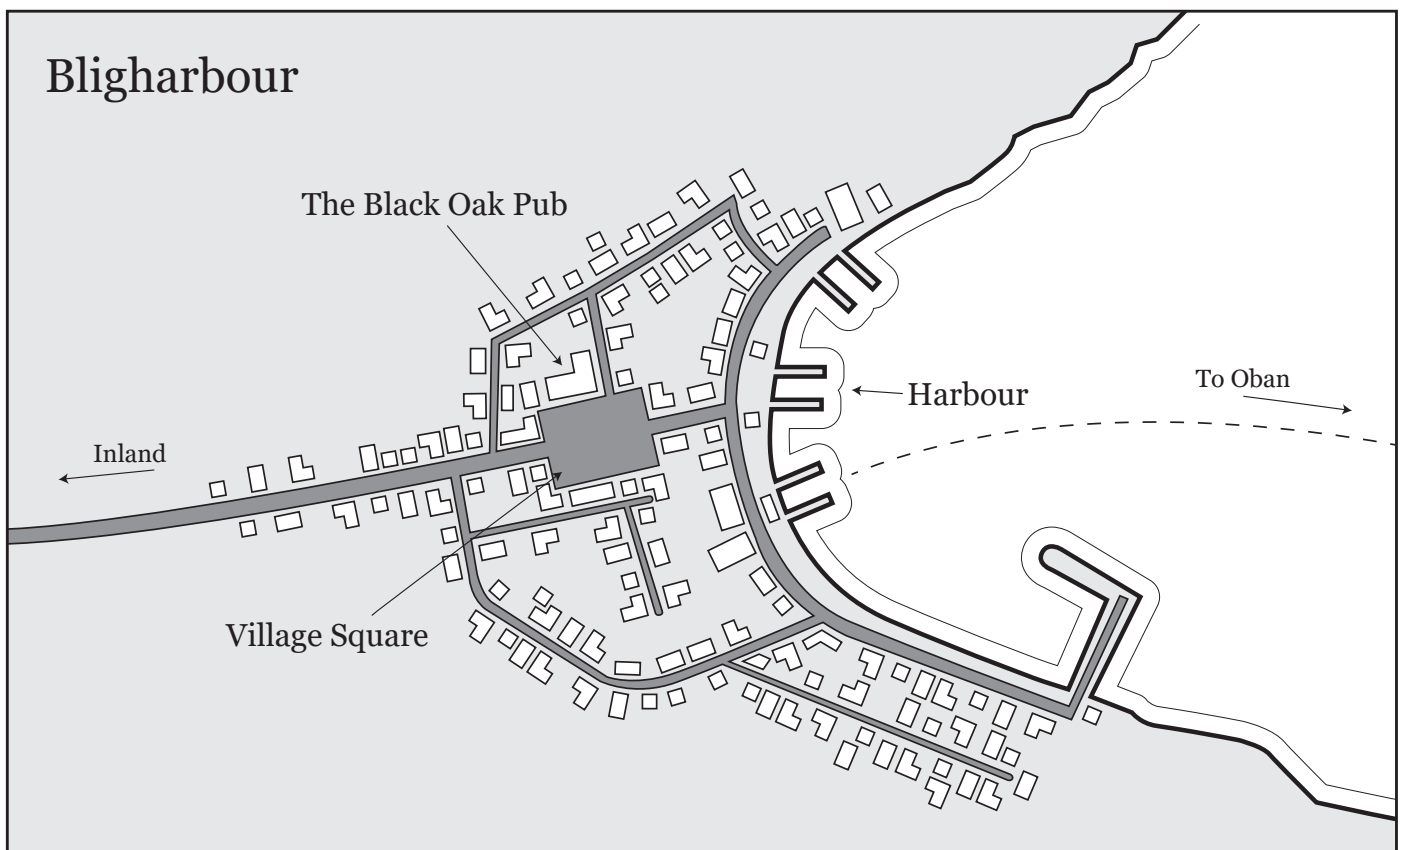 Bligharbour
The Black Oak Pub
To Oban
Harbour
Inland
Village Square